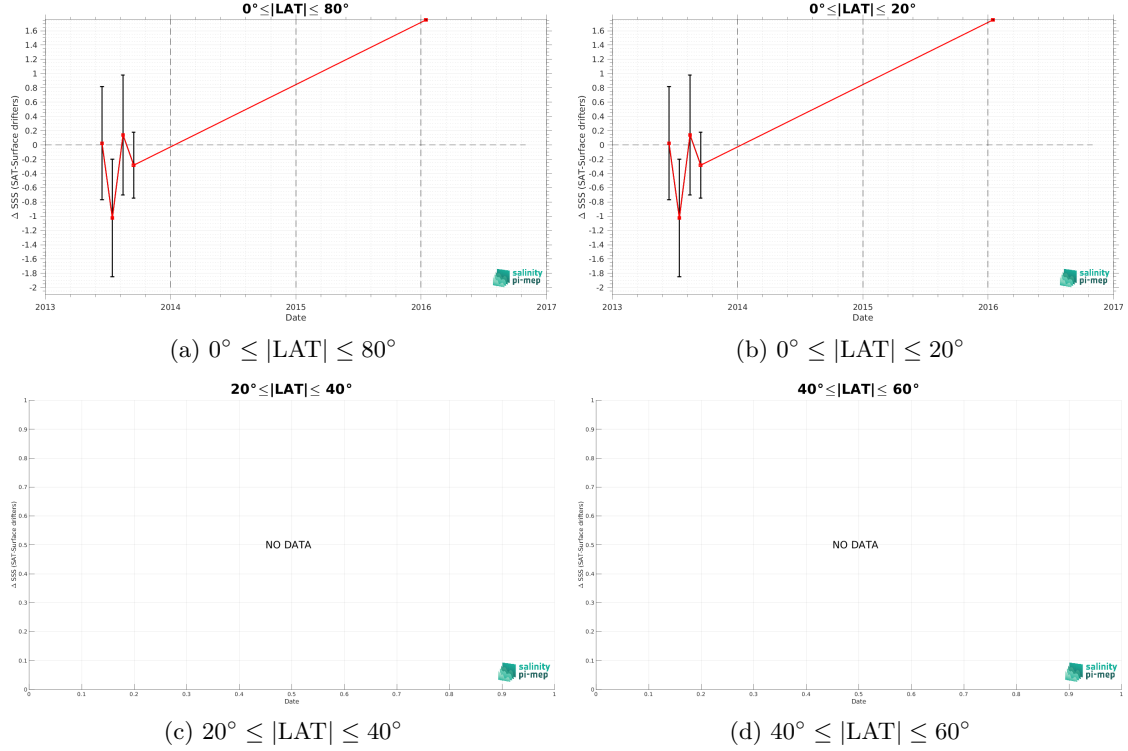 0°≤|LAT|≤ 80°
1.6
1.4
1.2
1
0.8
0.6
0.4
0.2
0
-0.2
-0.4
-0.6
-0.8
-1
-1.2
-1.4
-1.6
-1.8
-2
Δ SSS (SAT-Surface drifters)
2013 2014 2015 2016 2017
Date
salinity
pi-mep
(a) 0° ≤ |LAT| ≤ 80°
0°≤|LAT|≤ 20°
1.6
1.4
1.2
1
0.8
0.6
0.4
0.2
0
-0.2
-0.4
-0.6
-0.8
-1
-1.2
-1.4
-1.6
-1.8
-2
Δ SSS (SAT-Surface drifters)
2013 2014 2015 2016 2017
Date
salinity
pi-mep
(b) 0° ≤ |LAT| ≤ 20°
20°≤|LAT|≤ 40°
1
0.9
0.8
0.7
0.6
0.5
0.4
0.3
0.2
0.1
0
Δ SSS (SAT-Surface drifters)
NO DATA
0 0.1 0.2 0.3 0.4 0.5 0.6 0.7 0.8 0.9 1
Date
salinity
pi-mep
(c) 20° ≤ |LAT| ≤ 40°
40°≤|LAT|≤ 60°
1
0.9
0.8
0.7
0.6
0.5
0.4
0.3
0.2
0.1
0
Δ SSS (SAT-Surface drifters)
NO DATA
0 0.1 0.2 0.3 0.4 0.5 0.6 0.7 0.8 0.9 1
Date
salinity
pi-mep
(d) 40° ≤ |LAT| ≤ 60°